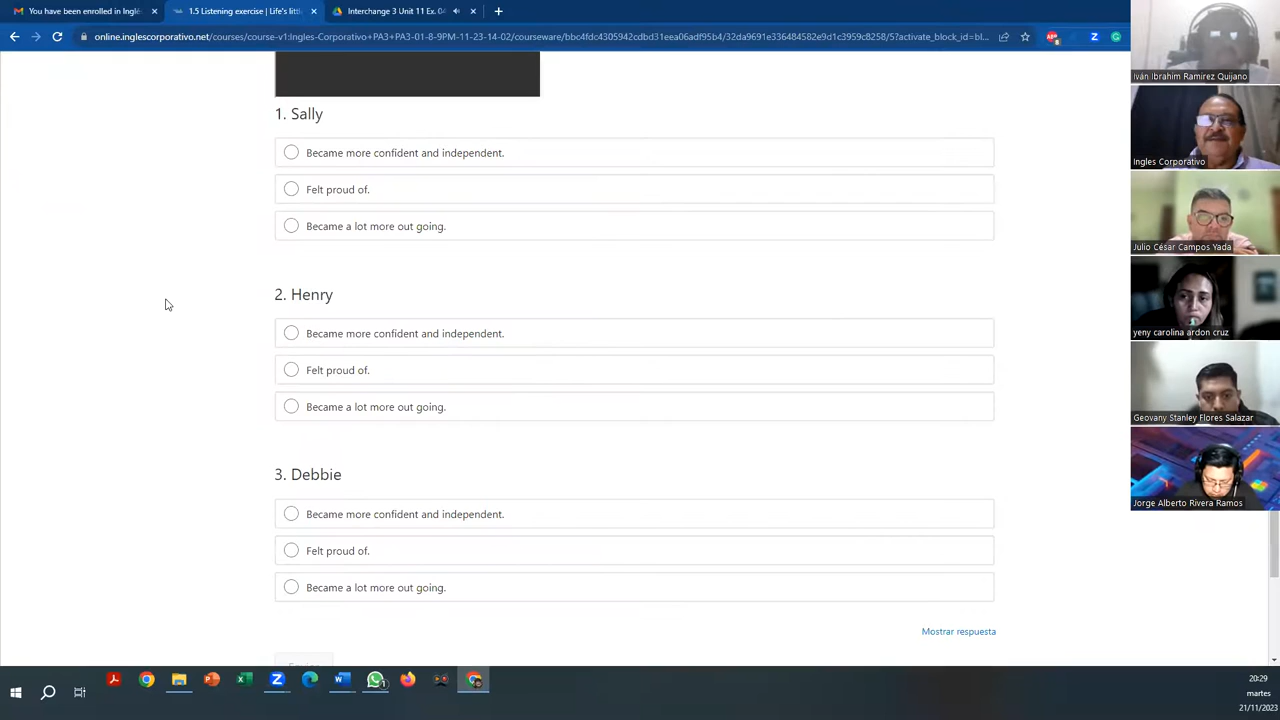 You have been enrolled in Inglé
1.5 Listening exercise | Life's littl
Interchange 3 Unit 11 Ex. 04
online.inglescorporativo.net/courses/course-v1:Ingles-Corporativo+PA3+PA3-01-8-9PM-11-23-14-02/courseware/bbc4fdc4305942cdbd31eea06adf95b4/32da9691e336484582e9d1c3959c8258/5?activate_block_id=bl...
1. Sally
Became more confident and independent.
Felt proud of.
Became a lot more out going.
2. Henry
Became more confident and independent.
Felt proud of.
Became a lot more out going.
3. Debbie
Became more confident and independent.
Felt proud of.
Became a lot more out going.
Mostrar respuesta
Iván Ibrahim Ramirez Quijano
Ingles Corporativo
Julio César Campos Yada
yeny carolina ardon cruz
Geovany Stanley Flores Salazar
Jorge Alberto Rivera Ramos
20:29
martes
21/11/2023